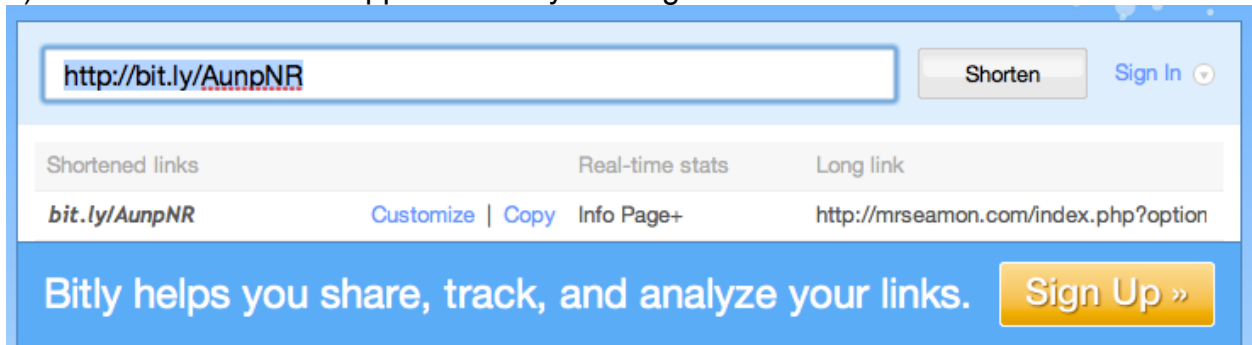 http://bit.ly/AunpNR Shorten Sign In
Shortened links Real-time stats Long link
bit.ly/AunpNR Customize | Copy Info Page+ http://mrseamon.com/index.php?option
Bitly helps you share, track, and analyze your links. Sign Up »